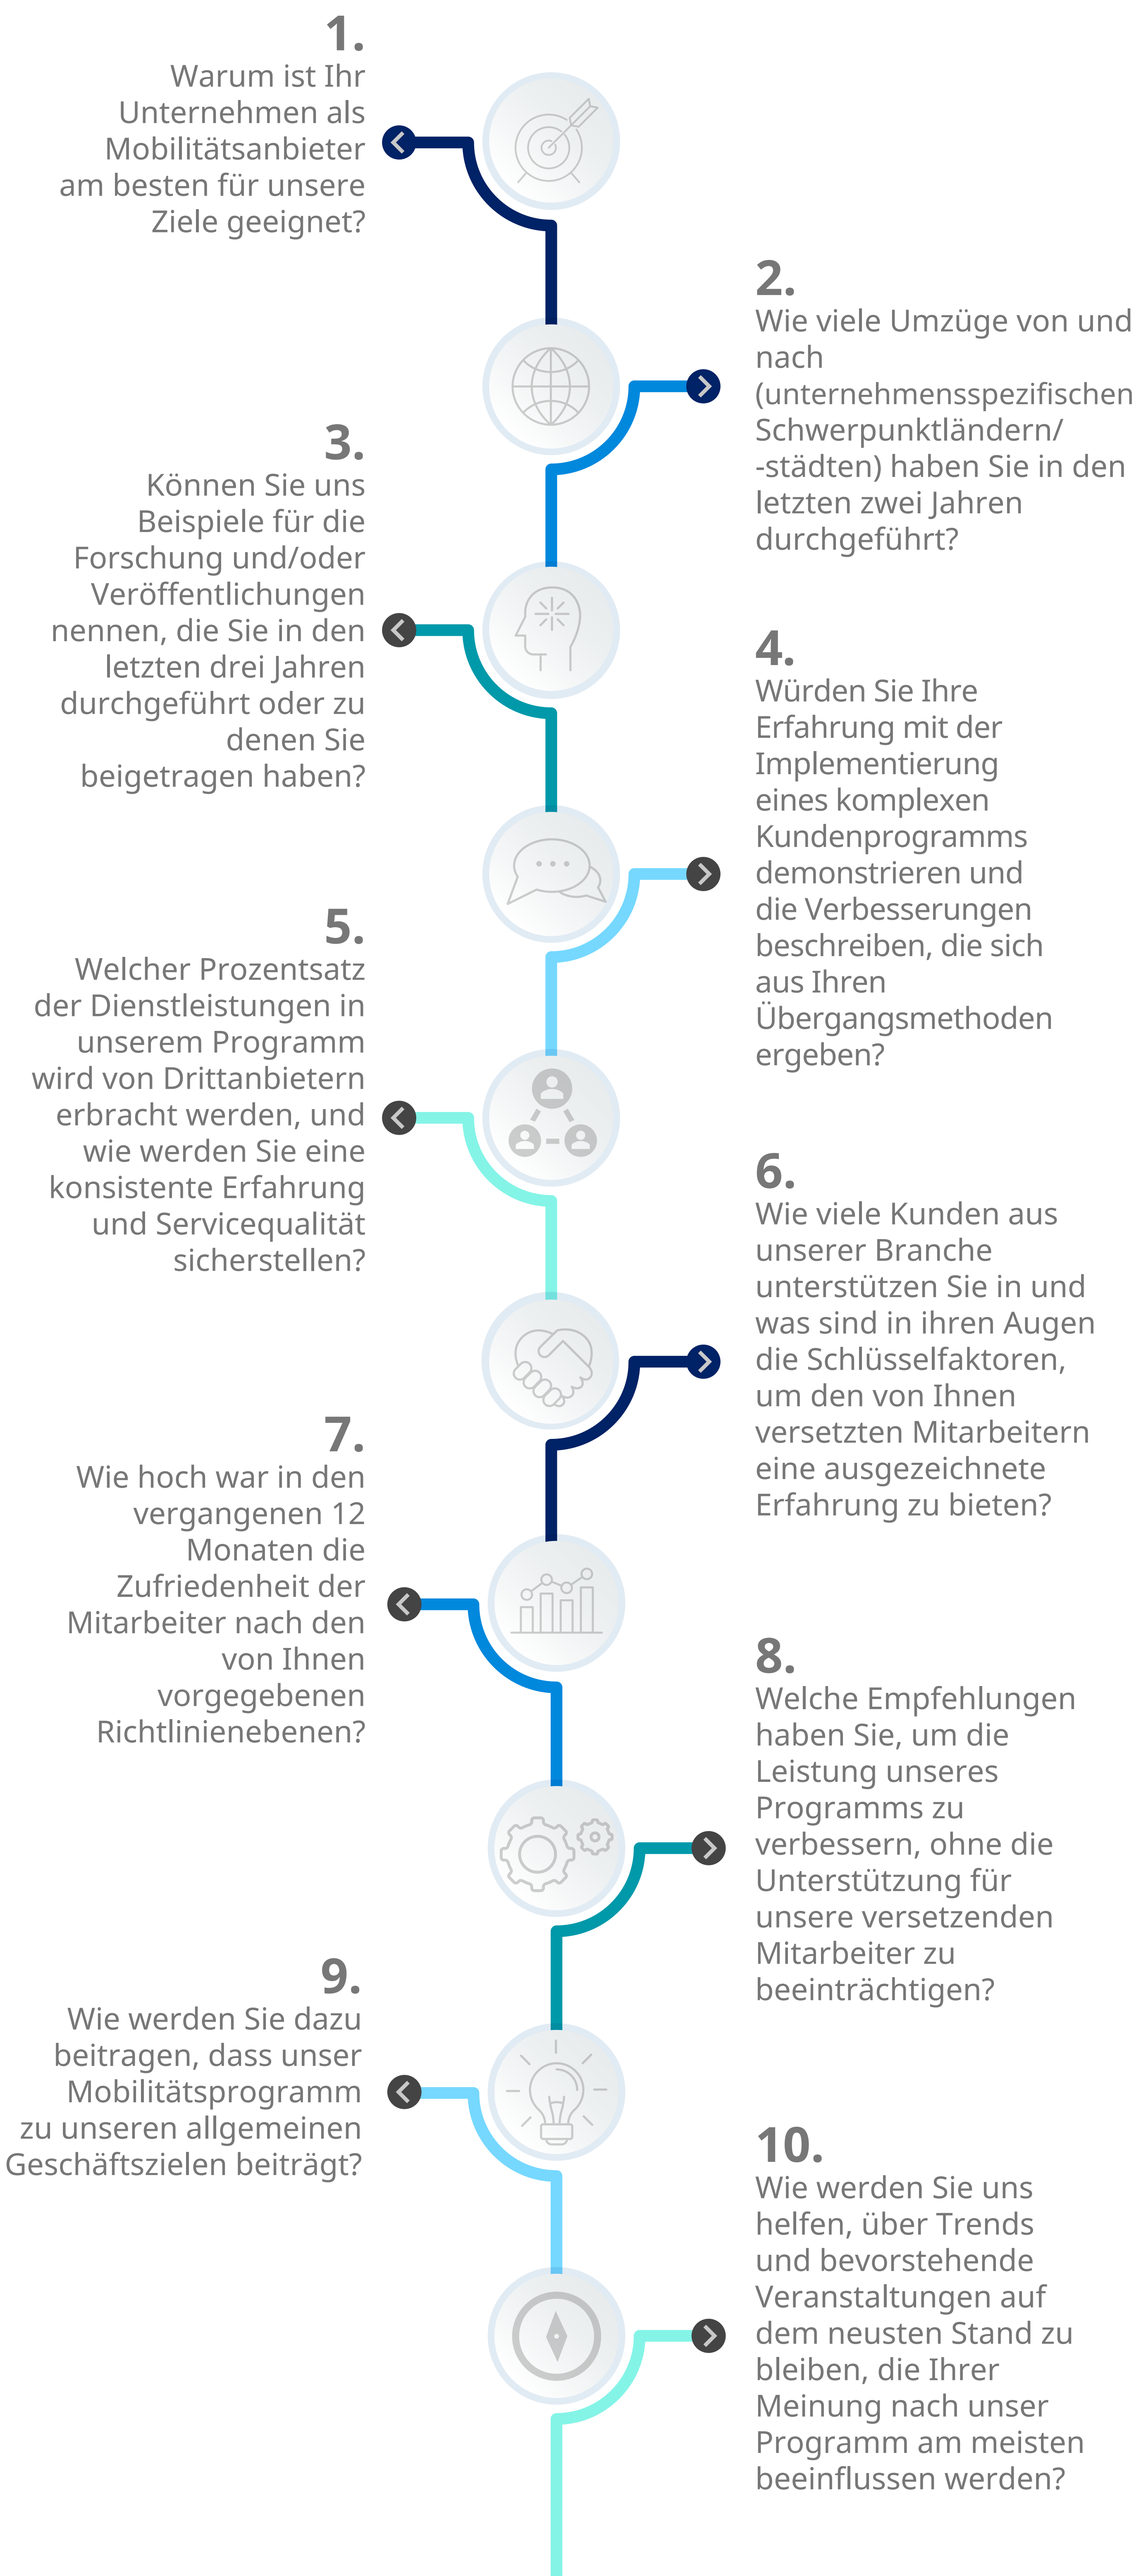 1.
Warum ist Ihr
Unternehmen als
Mobilitätsanbieter
am besten für unsere
Ziele geeignet?
2.
Wie viele Umzüge von und
nach
(unternehmensspezifischen
Schwerpunktländern/
-städten) haben Sie in den
letzten zwei Jahren
durchgeführt?
3.
Können Sie uns
Beispiele für die
Forschung und/oder
Veröffentlichungen
nennen, die Sie in den
letzten drei Jahren
durchgeführt oder zu
denen Sie
beigetragen haben?
4.
Würden Sie Ihre
Erfahrung mit der
Implementierung
eines komplexen
Kundenprogramms
demonstrieren und
die Verbesserungen
beschreiben, die sich
aus Ihren
Übergangsmethoden
ergeben?
5.
Welcher Prozentsatz
der Dienstleistungen in
unserem Programm
wird von Drittanbietern
erbracht werden, und
wie werden Sie eine
konsistente Erfahrung
und Servicequalität
sicherstellen?
6.
Wie viele Kunden aus
unserer Branche
unterstützen Sie in und
was sind in ihren Augen
die Schlüsselfaktoren,
um den von Ihnen
versetzten Mitarbeitern
eine ausgezeichnete
Erfahrung zu bieten?
7.
Wie hoch war in den
vergangenen 12
Monaten die
Zufriedenheit der
Mitarbeiter nach den
von Ihnen
vorgegebenen
Richtlinienebenen?
8.
Welche Empfehlungen
haben Sie, um die
Leistung unseres
Programms zu
verbessern, ohne die
Unterstützung für
unsere versetzenden
Mitarbeiter zu
beeinträchtigen?
9.
Wie werden Sie dazu
beitragen, dass unser
Mobilitätsprogramm
zu unseren allgemeinen
Geschäftszielen beiträgt?
10.
Wie werden Sie uns
helfen, über Trends
und bevorstehende
Veranstaltungen auf
dem neusten Stand zu
bleiben, die Ihrer
Meinung nach unser
Programm am meisten
beeinflussen werden?